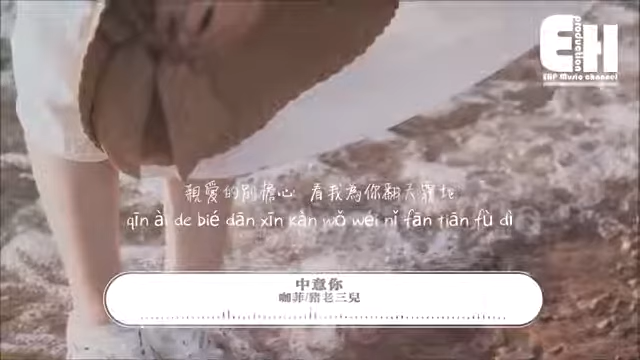 EH
production
EHP Music channel
親愛的別擔心 看我為你翻天覆地
qīn ài de bié dān xīn kàn wǒ wéi nǐ fān tiān fù dì
中意你
咖菲/豬老三兒